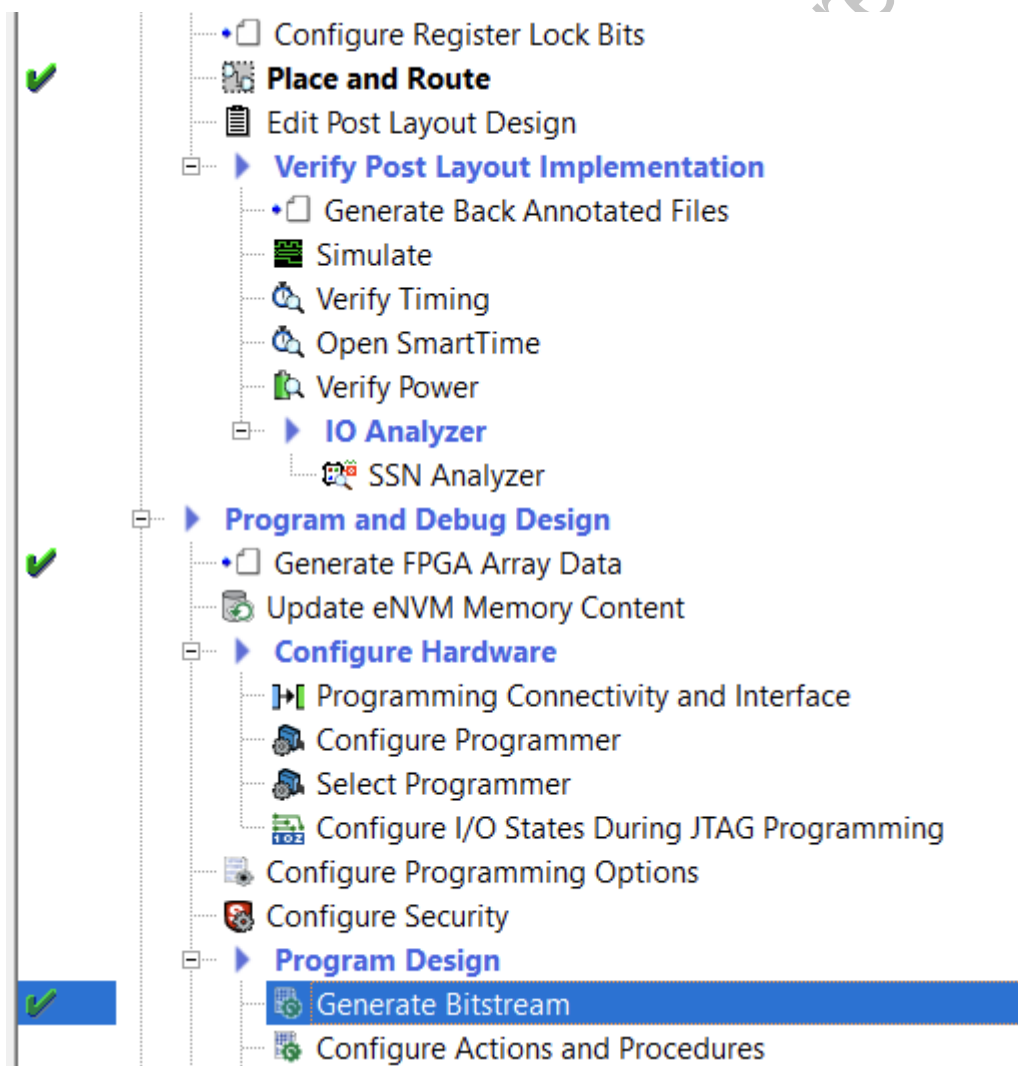 Configure Register Lock Bits
Place and Route
Edit Post Layout Design
Verify Post Layout Implementation
Generate Back Annotated Files
Simulate
Verify Timing
Open SmartTime
Verify Power
IO Analyzer
SSN Analyzer
Program and Debug Design
Generate FPGA Array Data
Update eNVM Memory Content
Configure Hardware
Programming Connectivity and Interface
Configure Programmer
Select Programmer
Configure I/O States During JTAG Programming
Configure Programming Options
Configure Security
Program Design
Generate Bitstream
Configure Actions and Procedures